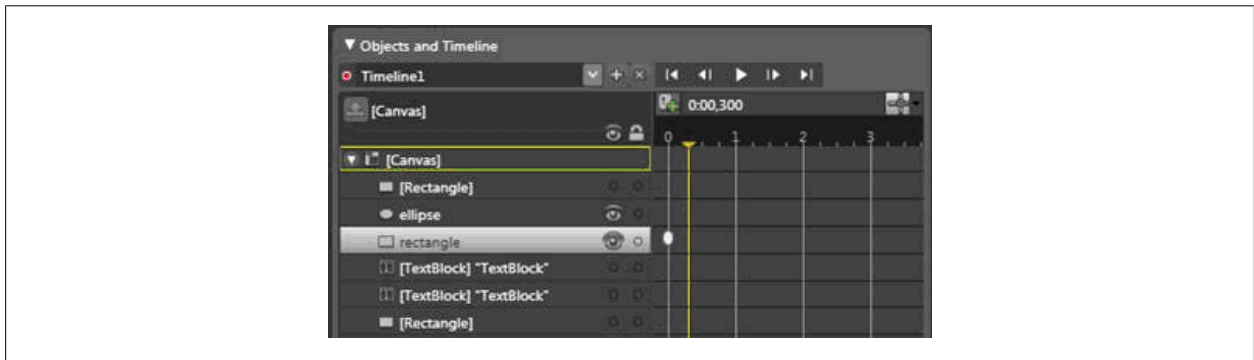 Objects and Timeline
Timeline1
[Canvas]
0:00,300
0 1 2 3
[Canvas]
[Rectangle]
ellipse
rectangle
[TextBlock] "TextBlock"
[TextBlock] "TextBlock"
[Rectangle]